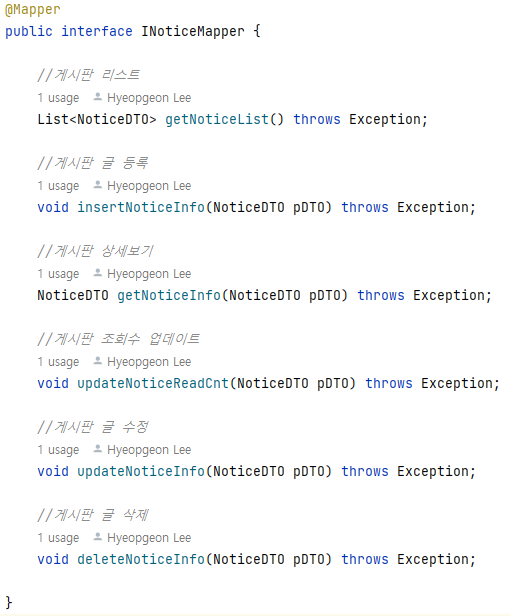 @Mapper
public interface INoticeMapper {
//게시판 리스트
1 usage Hyeopgeon Lee
List<NoticeDTO> getNoticeList() throws Exception;
//게시판 글 등록
1 usage Hyeopgeon Lee
void insertNoticeInfo(NoticeDTO pDTO) throws Exception;
//게시판 상세보기
1 usage Hyeopgeon Lee
NoticeDTO getNoticeInfo(NoticeDTO pDTO) throws Exception;
//게시판 조회수 업데이트
1 usage Hyeopgeon Lee
void updateNoticeReadCnt(NoticeDTO pDTO) throws Exception;
//게시판 글 수정
1 usage Hyeopgeon Lee
void updateNoticeInfo(NoticeDTO pDTO) throws Exception;
//게시판 글 삭제
1 usage Hyeopgeon Lee
void deleteNoticeInfo(NoticeDTO pDTO) throws Exception;
}